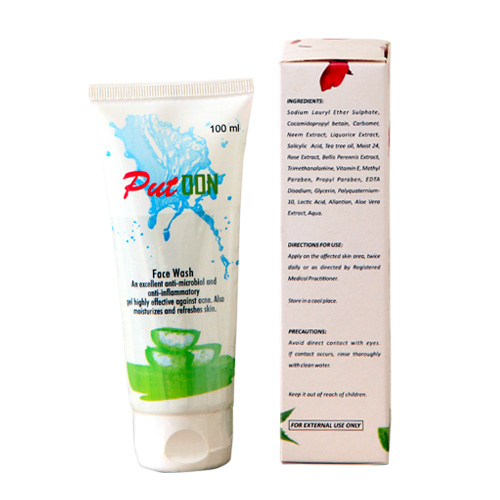 100 ml
Put OON
Face Wash
An excellent anti-microbial and
anti-inflammatory
gel highly effective against acne. Also
moisturizes and refreshes skin.
INGREDIENTS:
Sodium Lauryl Ether Sulphate,
Cocamidopropyl betain, Carbomer,
Neem Extract, Liquorice Extract,
Salicylic Acid, Tea tree oil, Moist 24,
Rose Extract, Bellis Perennis Extract,
Trimethanolamine, Vitamin E, Methyl
Paraben, Propyl Paraben, EDTA
Disodium, Glycerin, Polyquaternium-
10, Loctic Acid, Allantian, Aloe Vera
Extract, Aqua.
DIRECTIONS FOR USE:
Apply on the affected skin area, twice
daily or as directed by Registered
Medical Practitioner.
Store in a cool place.
PRECAUTIONS:
Avoid direct contact with eyes.
If contact occurs, rinse thoroughly
with clean water.
Keep it out of reach of children.
FOR EXTERNAL USE ONLY